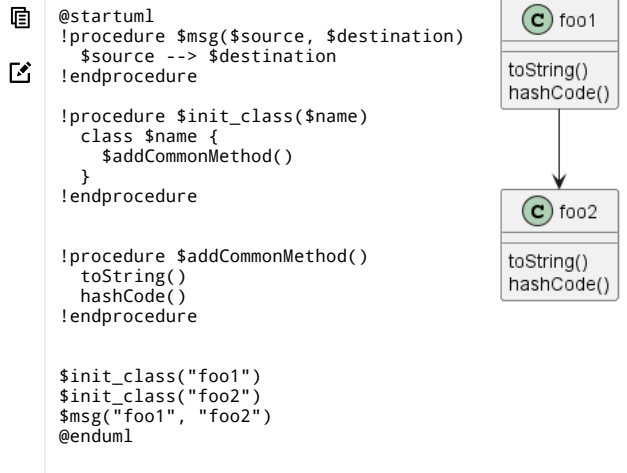 @startuml
!procedure $msg($source, $destination)
  $source --> $destination
!endprocedure

!procedure $init_class($name)
  class $name {
    $addCommonMethod()
  }
!endprocedure


!procedure $addCommonMethod()
  toString()
  hashCode()
!endprocedure


$init_class("foo1")
$init_class("foo2")
$msg("foo1", "foo2")
@enduml
C foo1
toString()
hashCode()
C foo2
toString()
hashCode()